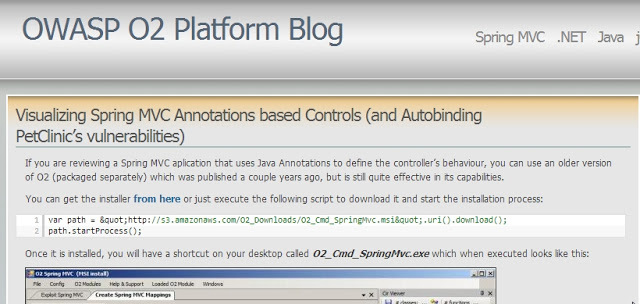 OWASP O2 Platform Blog
Spring MVC .NET Java j
Visualizing Spring MVC Annotations based Controls (and Autobinding
PetClinic's vulnerabilities)
If you are reviewing a Spring MVC aplication that uses Java Annotations to define the controller's behaviour, you can use an older version
of O2 (packaged separately) which was published a couple years ago, but is still quite effective in its capabilities.
You can get the installer from here or just execute the following script to download it and start the installation process:
1 var path = &quot;http://s3.amazonaws.com/O2_Downloads/O2_Cmd_SpringMvc.msi&quot;.uri().download();
2 path.startProcess();
Once it is installed, you will have a shortcut on your desktop called O2_Cmd_SpringMvc.exe which when executed looks like this:
O2 Spring MVC (MSI install)
File Config O2 Modules Help & Support Loaded O2 Module Windows
Exploit Spring MVC Create Spring MVC Mappings
O2 Viewer
# classes: # functions: